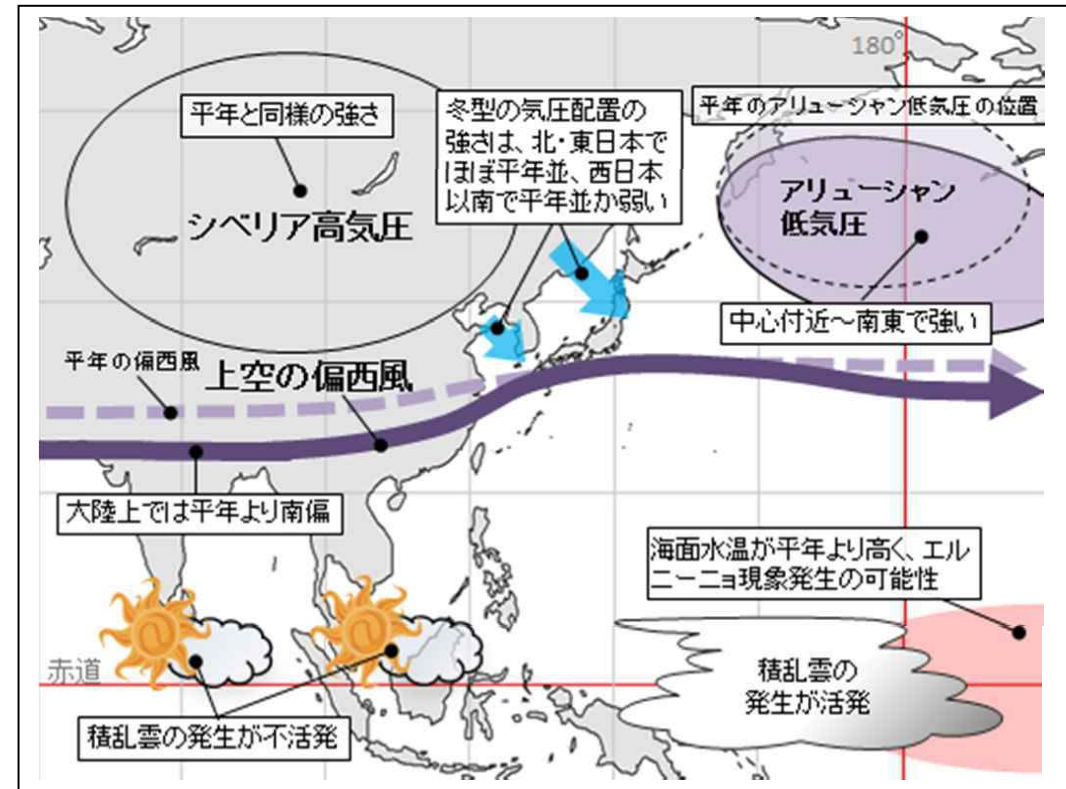 180°
平年と同様の強さ
シベリア高気圧
冬型の気圧配置の
強さは、北・東日本で
ほぼ平年並、西日本
以南で平年並か弱い
平年のアリューシャン低気圧の位置
アリューシャン
低気圧
中心付近～南東で強い
平年の偏西風
上空の偏西風
大陸上では平年より南偏
海面水温が平年より高く、エル
ニーニョ現象発生の可能性
赤道
積乱雲の発生が不活発
積乱雲の
発生が活発